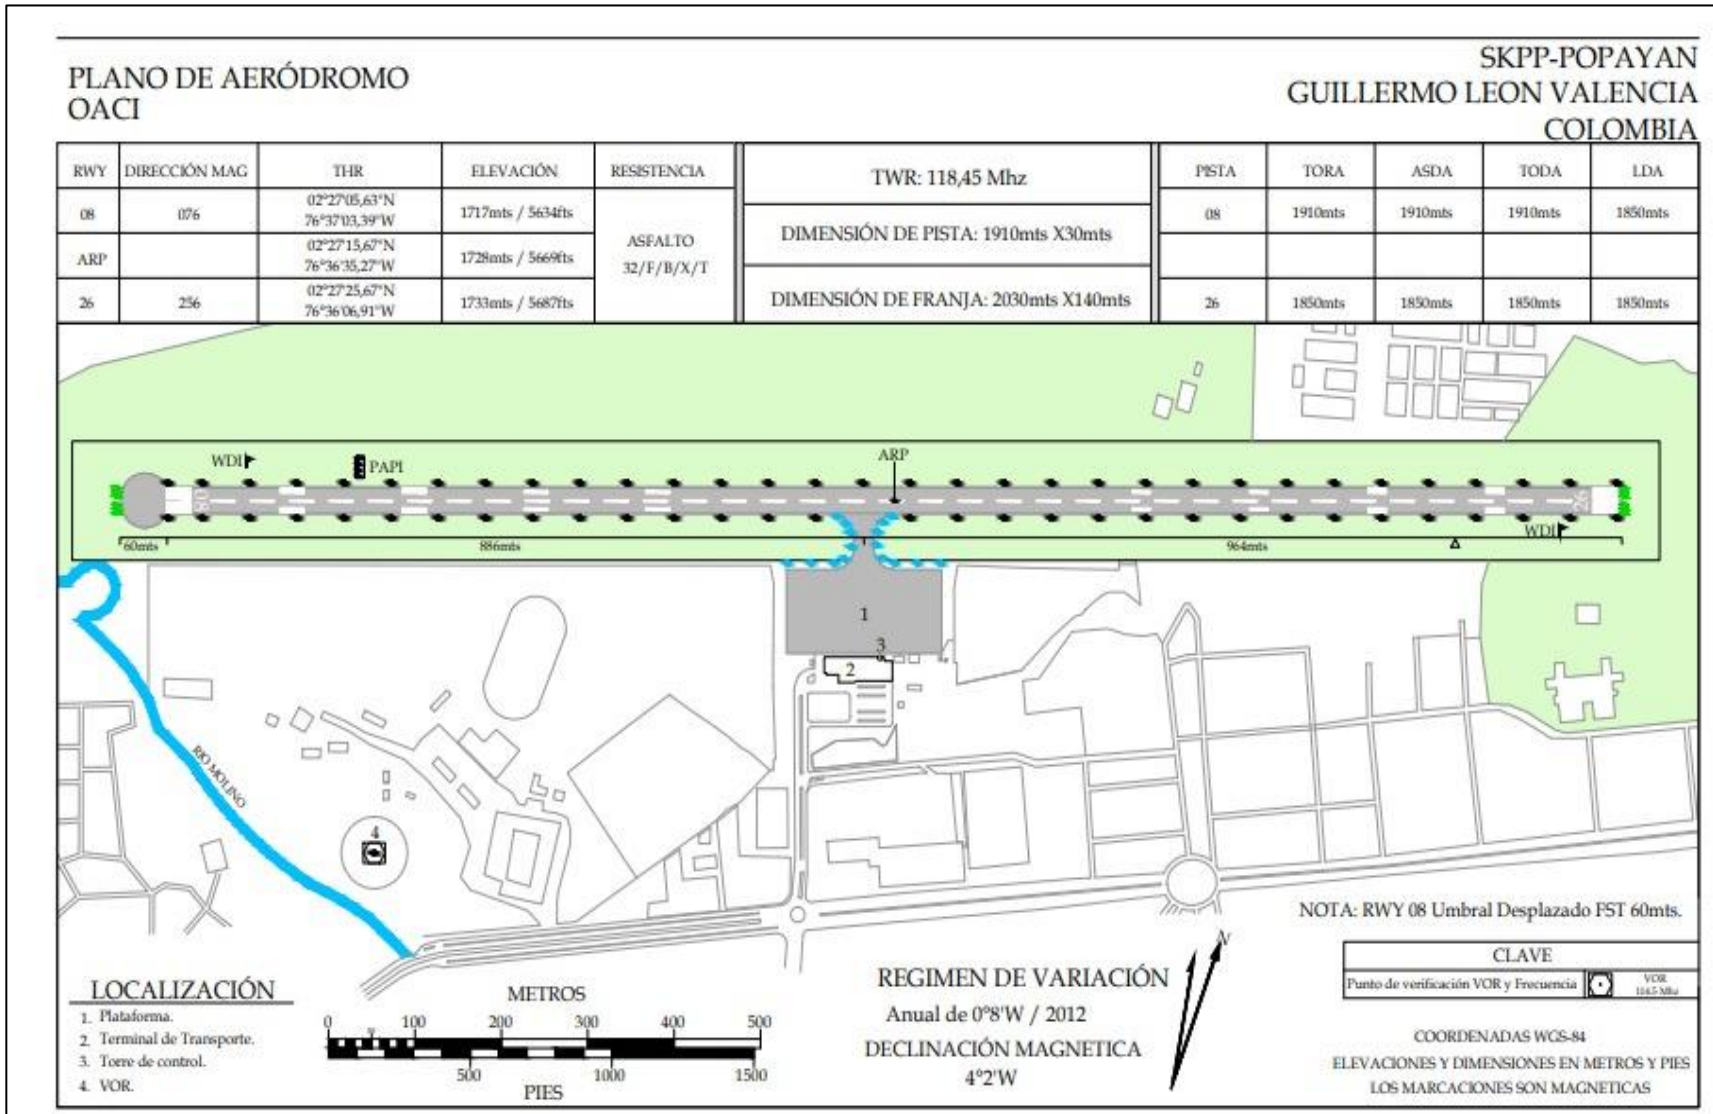 PLANO DE AERÓDROMO
OACI
SKPP-POPAYAN
GUILLERMO LEON VALENCIA
COLOMBIA
RWY DIRECCIÓN MAG THR ELEVACIÓN RESISTENCIA
08 076 02°27'05,63"N 76°37'03,39"W 1717mts / 5634fts
ARP 02°27'15,67"N 76°36'35,27"W 1728mts / 5669fts
26 256 02°27'25,67"N 76°36'06,91"W 1733mts / 5687fts
ASFALTO
32/F/B/X/T
TWR: 118,45 Mhz
DIMENSIÓN DE PISTA: 1910mts X30mts
DIMENSIÓN DE FRANJA: 2030mts X140mts
PISTA TORA ASDA TODA LDA
08 1910mts 1910mts 1910mts 1850mts
26 1850mts 1850mts 1850mts 1850mts
WDI
PAPI
ARP
08
26
WDI
60mts
886mts
964mts
1
3
2
RIO MOLINO
4
NOTA: RWY 08 Umbral Desplazado FST 60mts.
N
CLAVE
Punto de verificación VOR y Frecuencia
VOR
114.5 Mhz
LOCALIZACIÓN
1. Plataforma.
2. Terminal de Transporte.
3. Torre de control.
4. VOR.
METROS
0 100 200 300 400 500
500 1000 1500
PIES
REGIMEN DE VARIACIÓN
Anual de 0°8'W / 2012
DECLINACIÓN MAGNETICA
4°2'W
COORDENADAS WGS-84
ELEVACIONES Y DIMENSIONES EN METROS Y PIES
LOS MARCACIONES SON MAGNETICAS